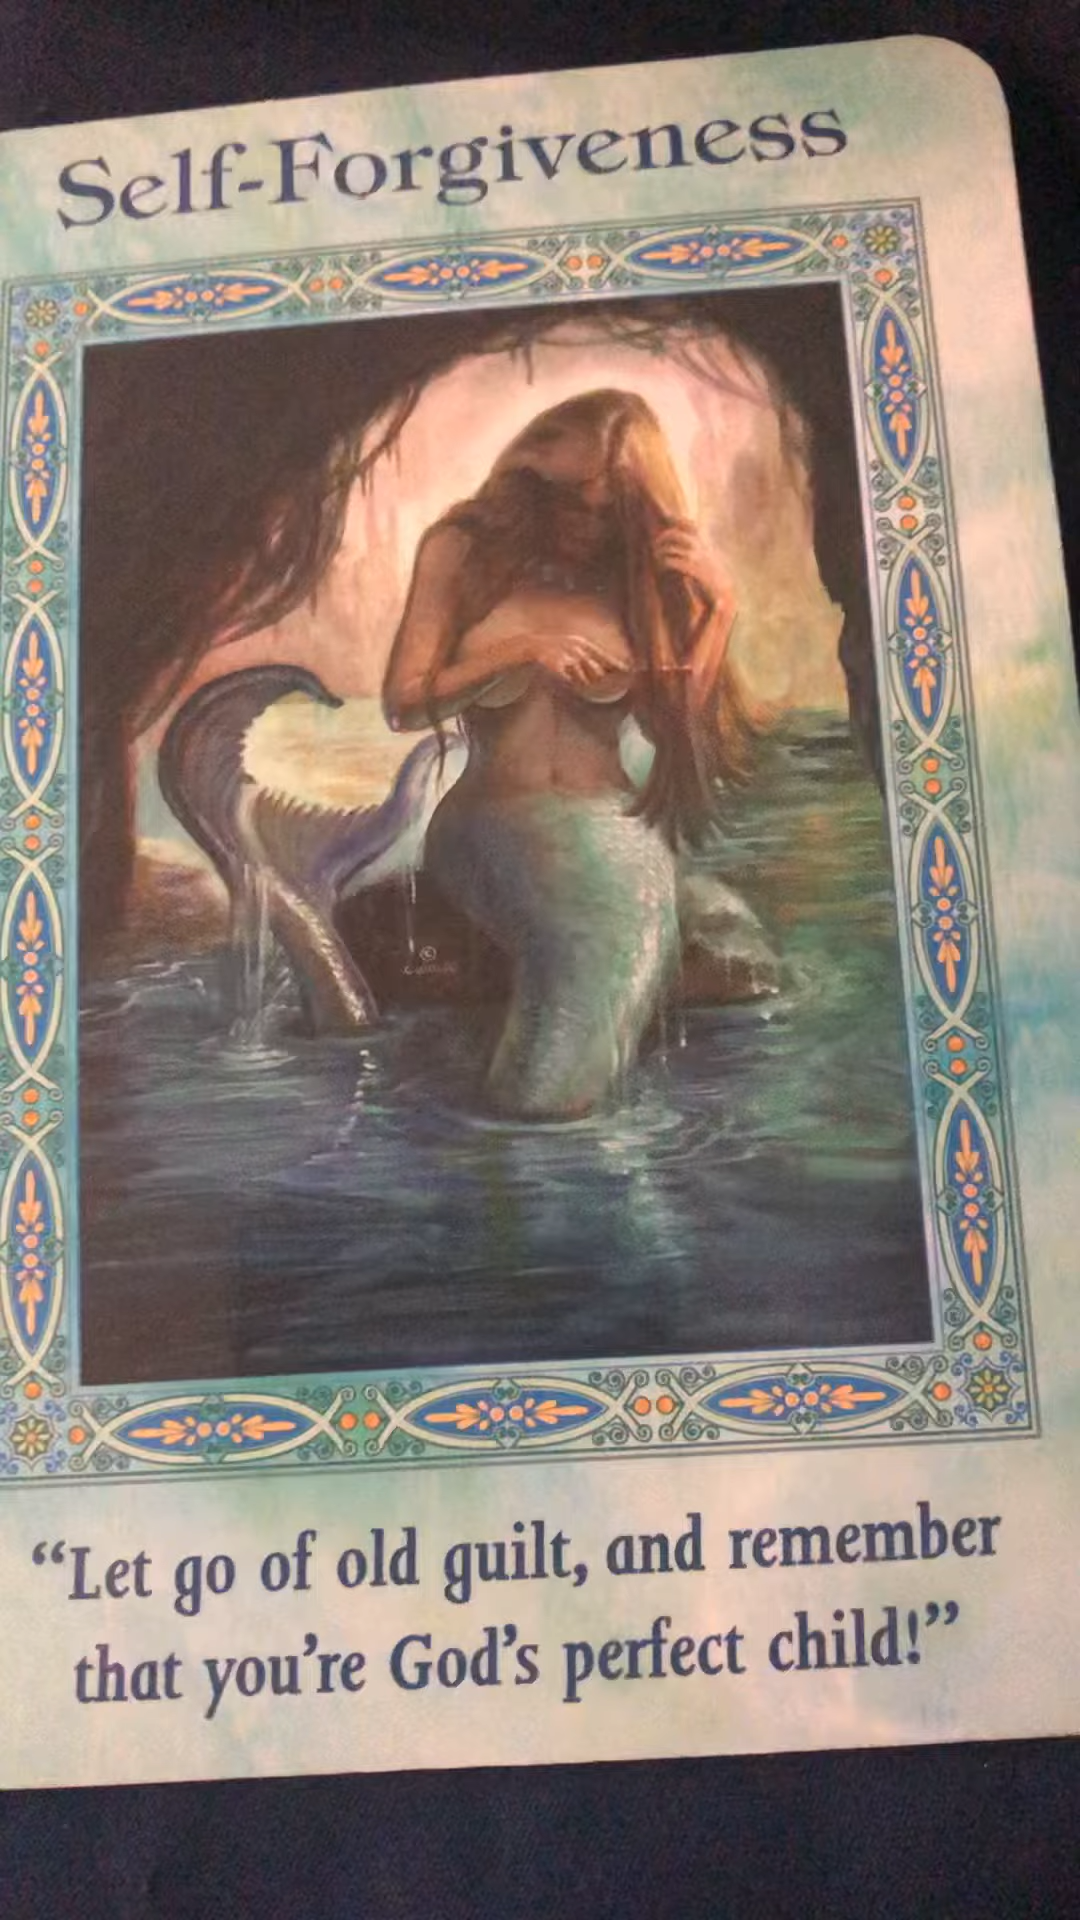 Self-Forgiveness
©
“Let go of old guilt, and remember
that you’re God’s perfect child!”